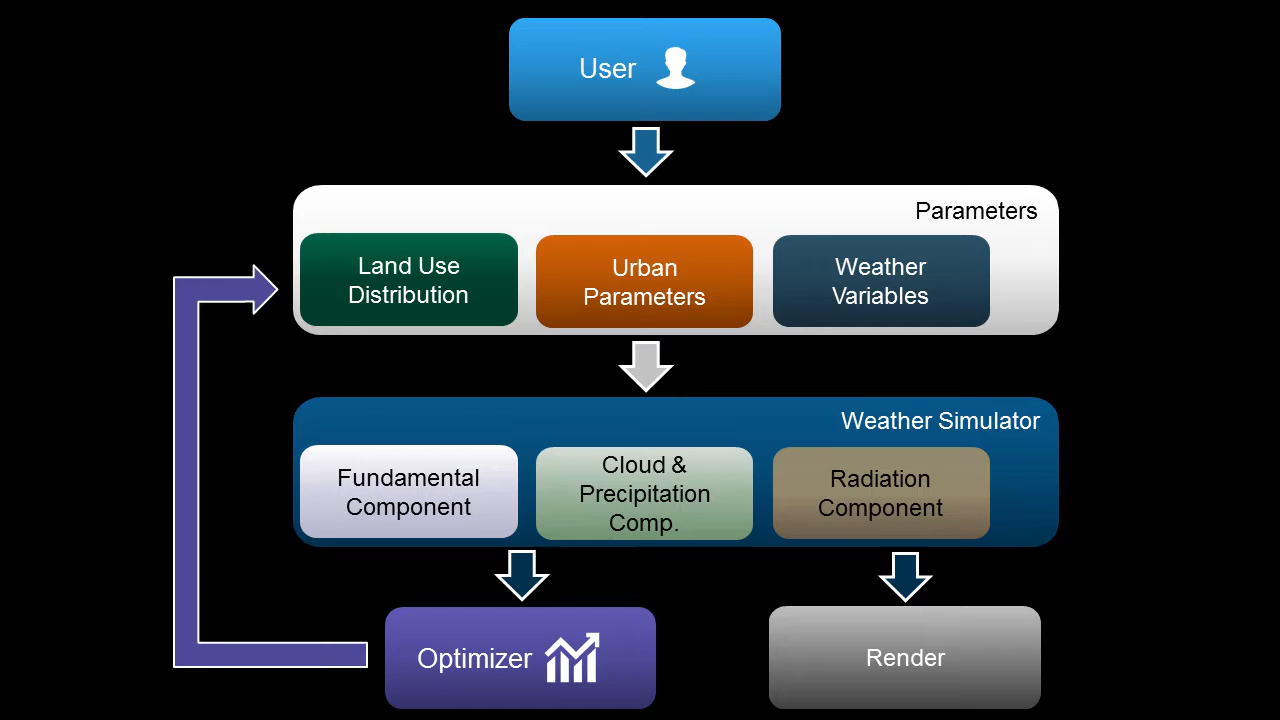 User
Parameters
Land Use
Distribution
Urban
Parameters
Weather
Variables
Weather Simulator
Fundamental
Component
Cloud &
Precipitation
Comp.
Radiation
Component
Optimizer
Render